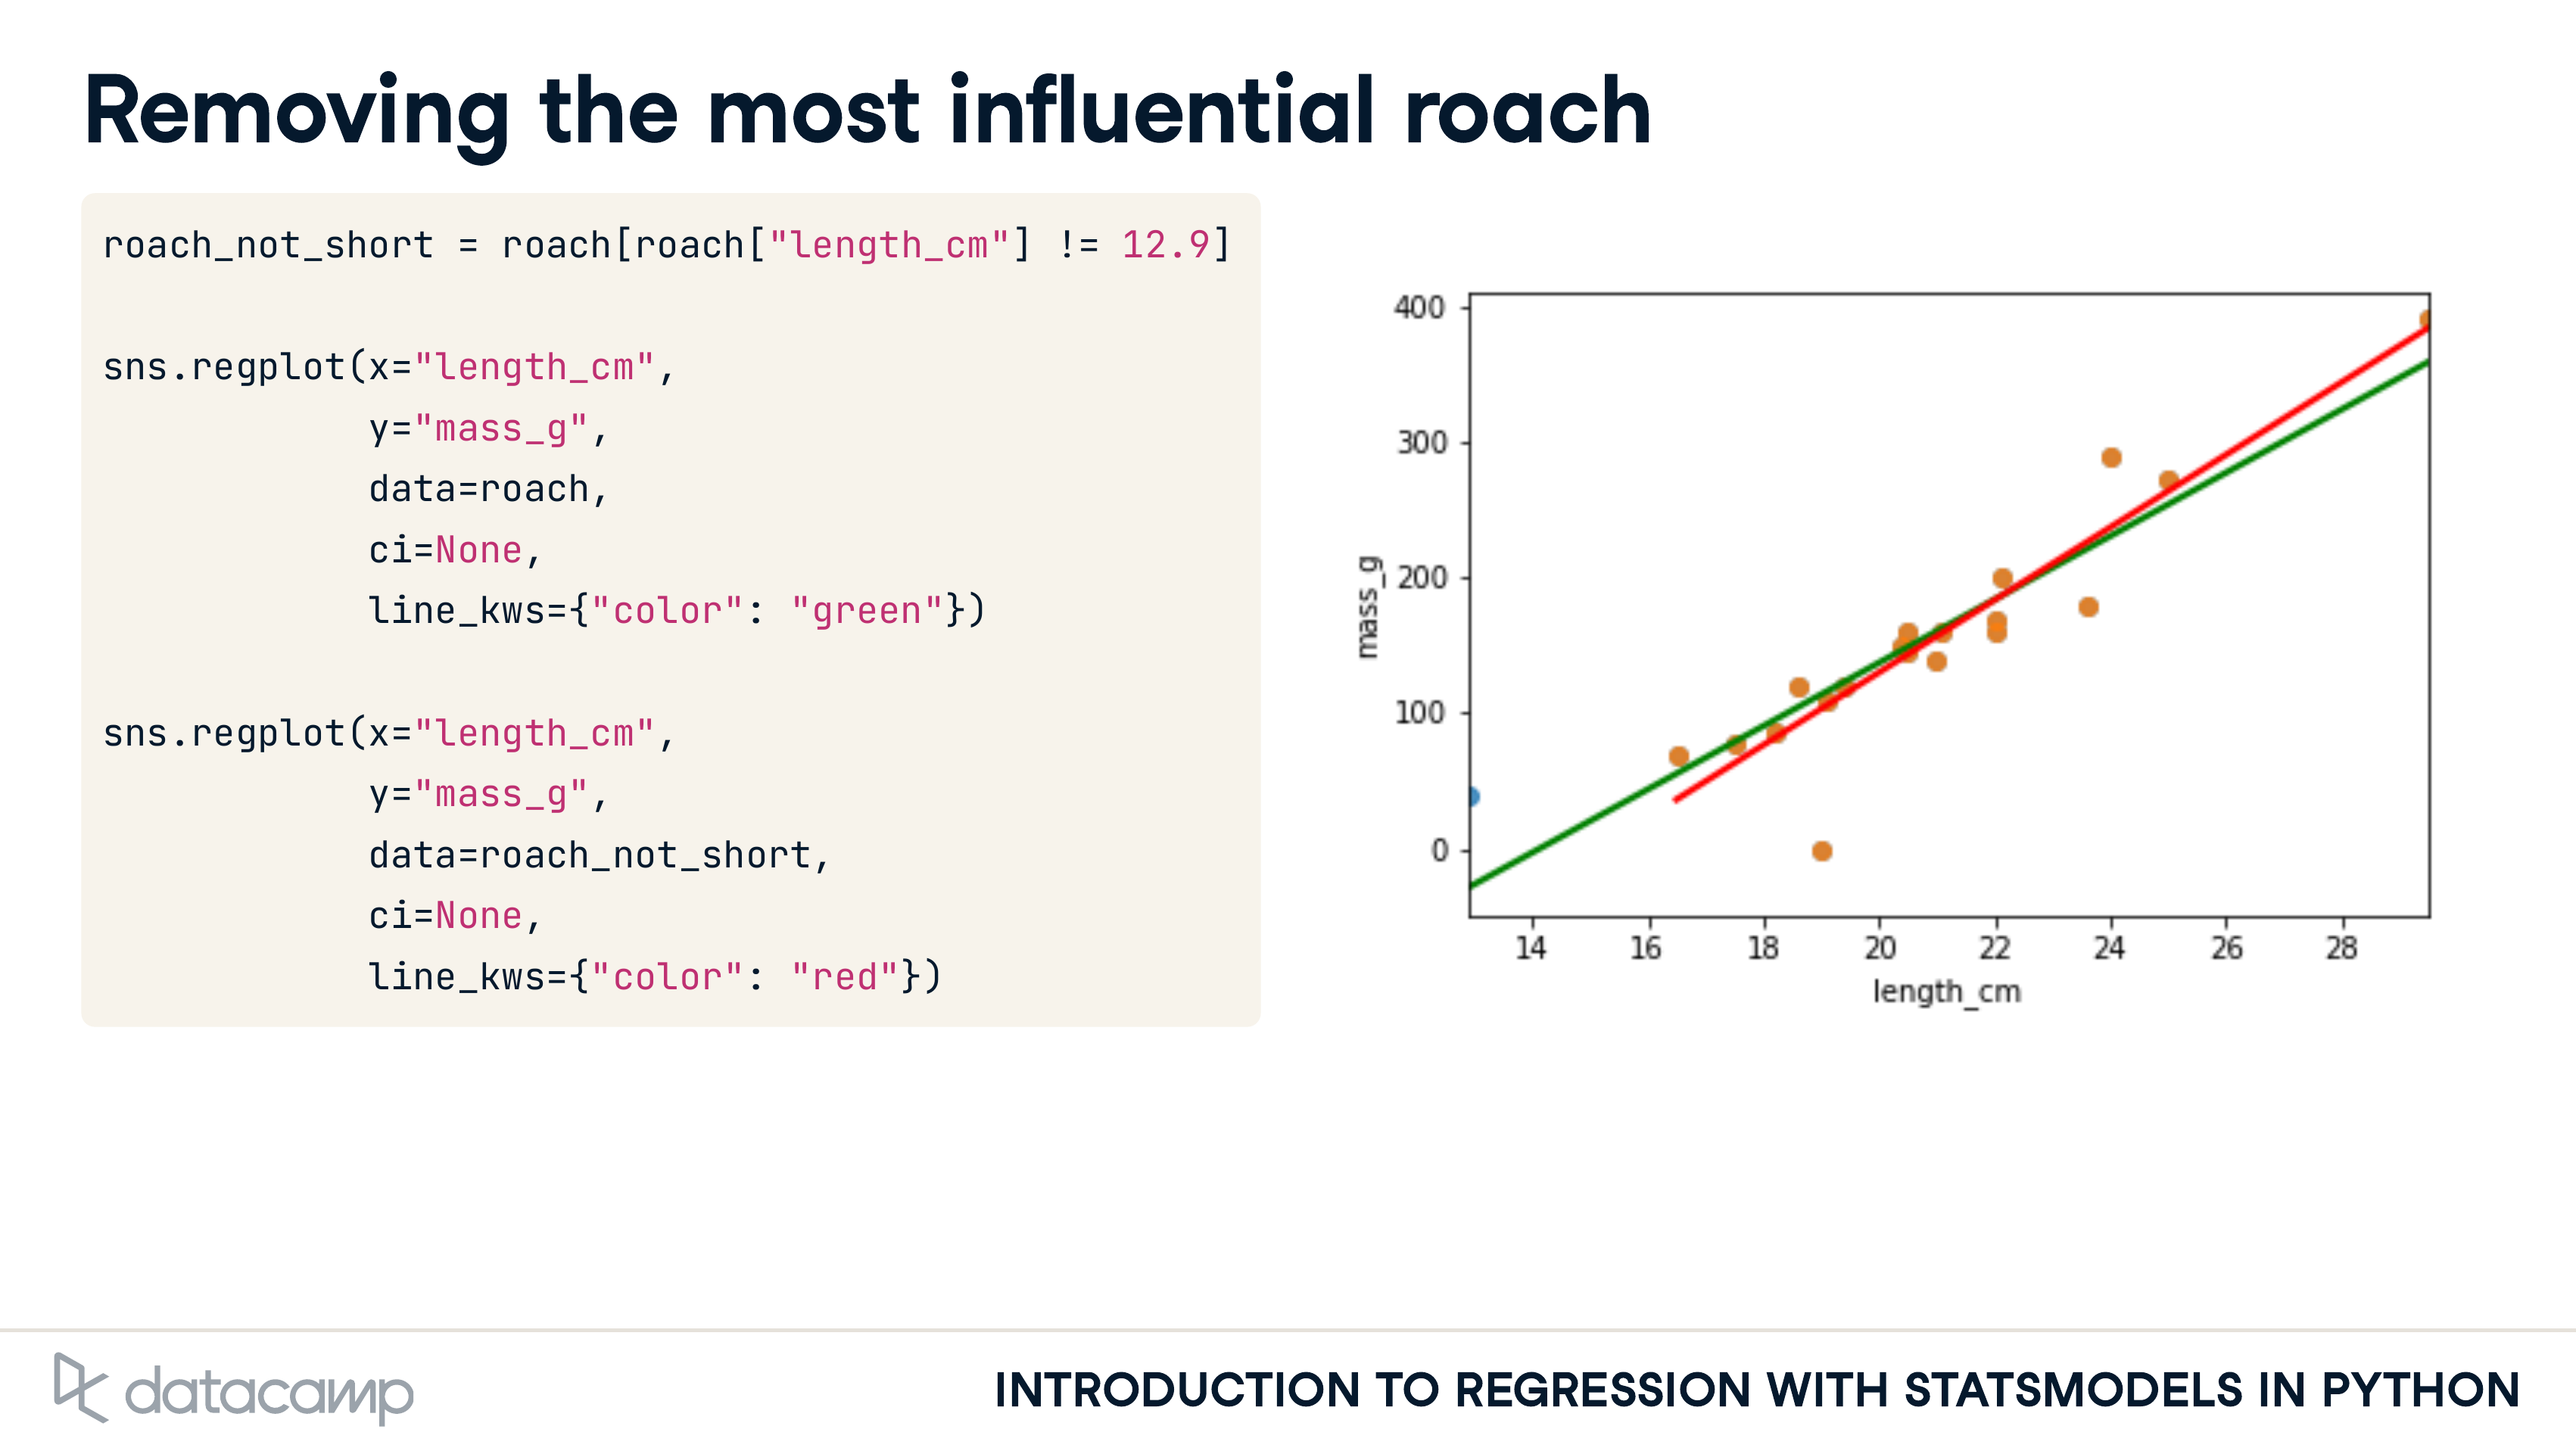 Removing the most influential roach
roach_not_short = roach[roach["length_cm"] != 12.9]
sns.regplot(x="length_cm",
y="mass_g",
data=roach,
ci=None,
line_kws={"color": "green"})
sns.regplot(x="length_cm",
y="mass_g",
data=roach_not_short,
ci=None,
line_kws={"color": "red"})
400
300
200
100
0
mass_g
14 16 18 20 22 24 26 28
length_cm
datacamp
INTRODUCTION TO REGRESSION WITH STATSMODELS IN PYTHON